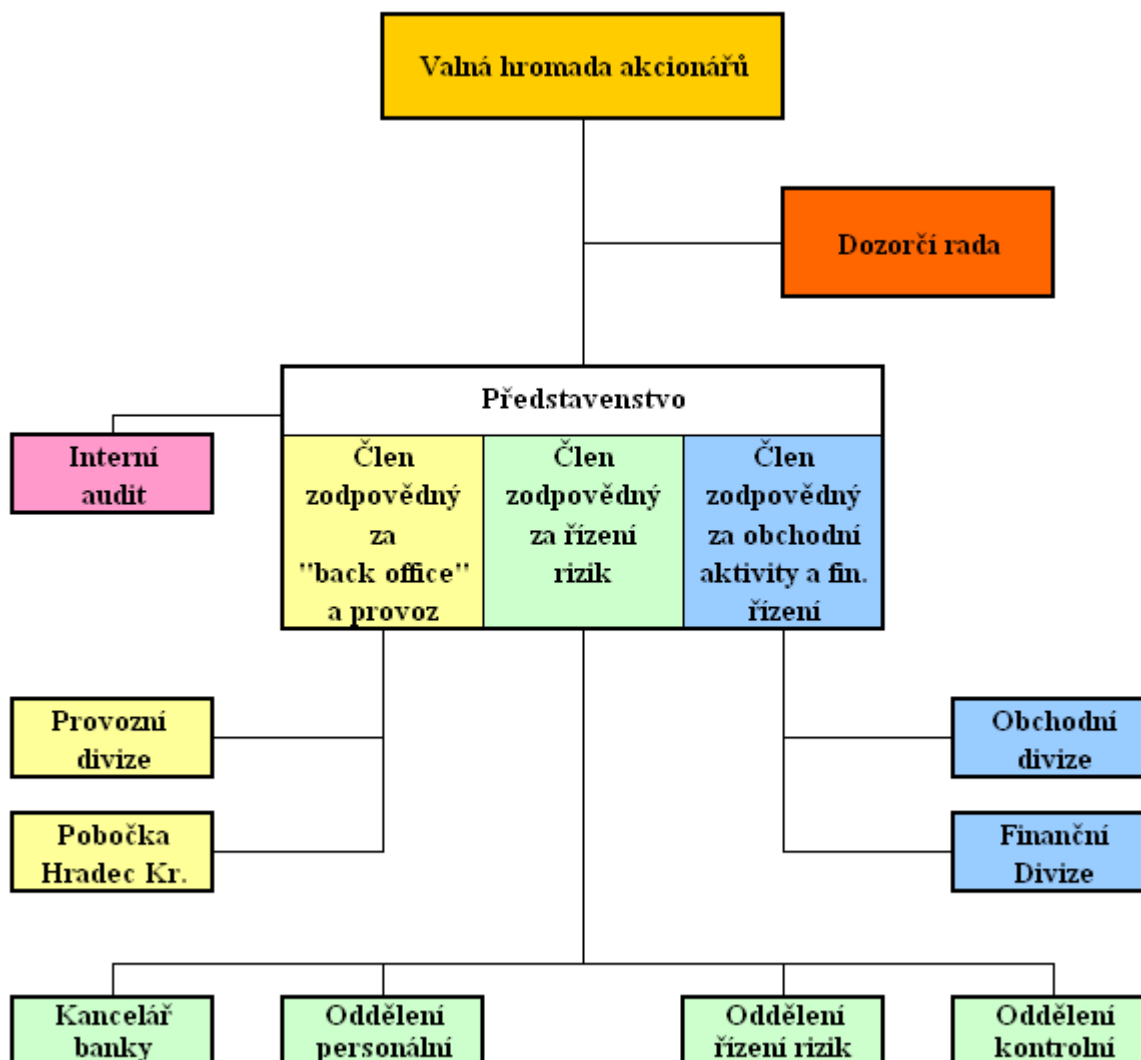 Valná hromada akcionářů
Dozorčí rada
Představenstvo
Interní
audit
Člen
zodpovědný
za
"back office"
a provoz
Člen
zodpovědný
za řízení
rizik
Člen
zodpovědný
za obchodní
aktivity a fin.
řízení
Provozní
divize
Obchodní
divize
Pobočka
Hradec Kr.
Finanční
Divize
Kancelář
banky
Oddělení
personální
Oddělení
řízení rizik
Oddělení
kontrolní